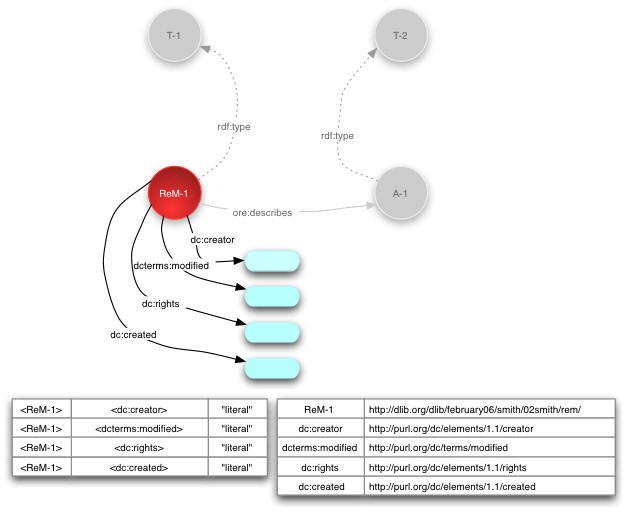 T-1
T-2
rdf:type
rdf:type
ReM-1
A-1
ore:describes
dc:creator
dcterms:modified
dc:rights
dc:created
<ReM-1> <dc:creator> "literal"
<ReM-1> <dcterms:modified> "literal"
<ReM-1> <dc:rights> "literal"
<ReM-1> <dc:created> "literal"
ReM-1 http://dlib.org/dlib/february06/smith/02smith/rem/
dc:creator http://purl.org/dc/elements/1.1/creator
dcterms:modified http://purl.org/dc/terms/modified
dc:rights http://purl.org/dc/elements/1.1/rights
dc:created http://purl.org/dc/elements/1.1/created